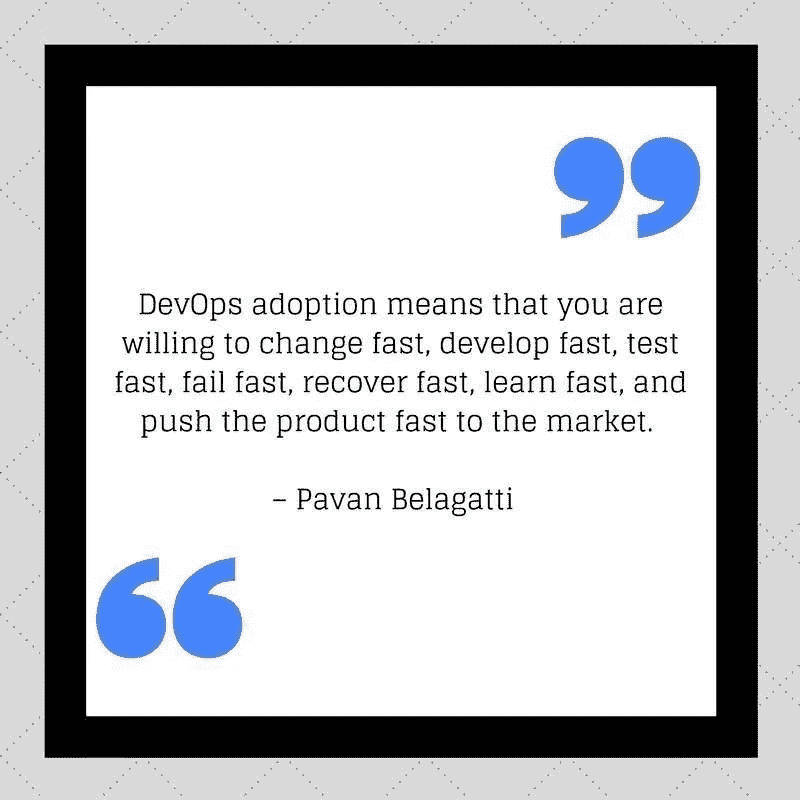 ”
DevOps adoption means that you are
willing to change fast, develop fast, test
fast, fail fast, recover fast, learn fast, and
push the product fast to the market.
– Pavan Belagatti
“